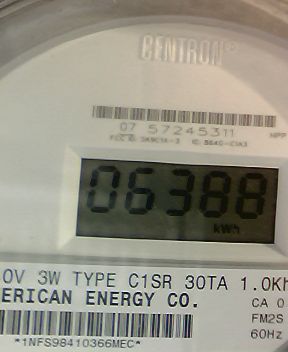 CENTRON®
07 57245311
06388
kWh
0V 3W TYPE C1SR 30TA 1.0Kh
ERICAN ENERGY CO.
CA 0
FM2S
60Hz
*1NFS98410366MEC*